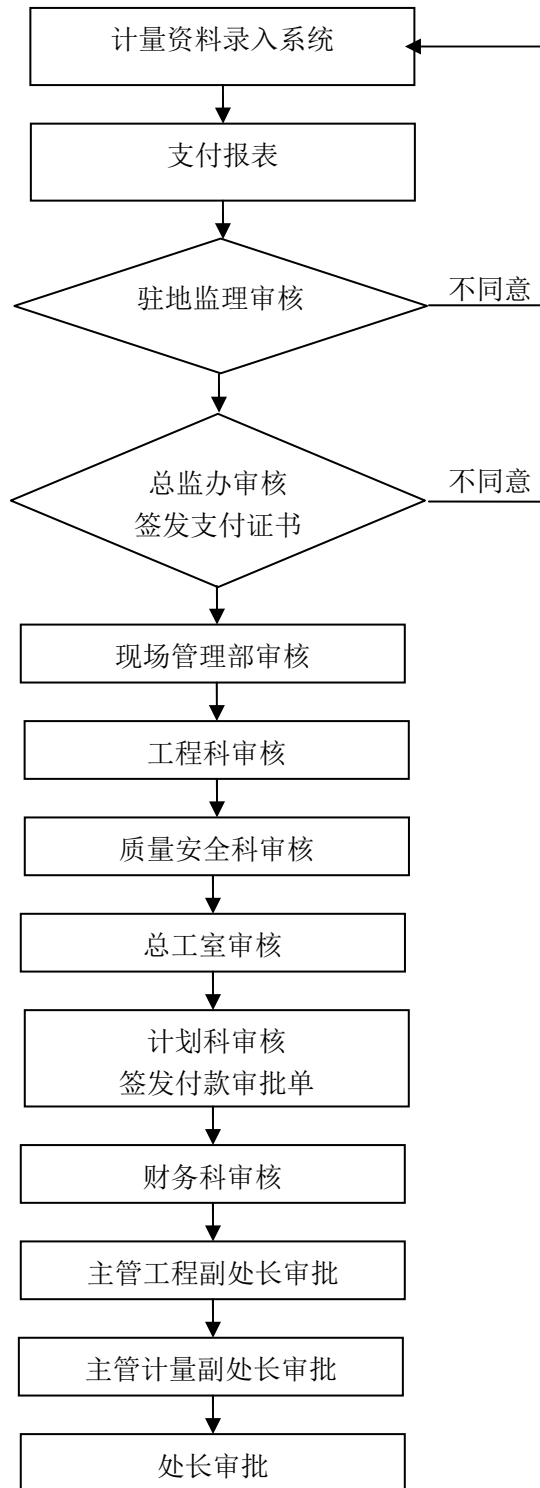 计量资料录入系统
支付报表
驻地监理审核
不同意
总监办审核
签发支付证书
不同意
现场管理部审核
工程科审核
质量安全科审核
总工室审核
计划科审核
签发付款审批单
财务科审核
主管工程副处长审批
主管计量副处长审批
处长审批